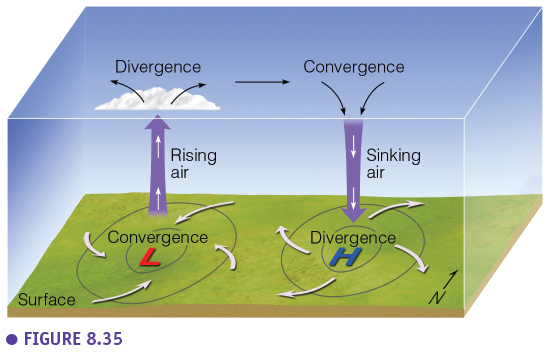 Divergence
Convergence
Rising
air
Sinking
air
Convergence
L
Divergence
H
Surface
N
● FIGURE 8.35